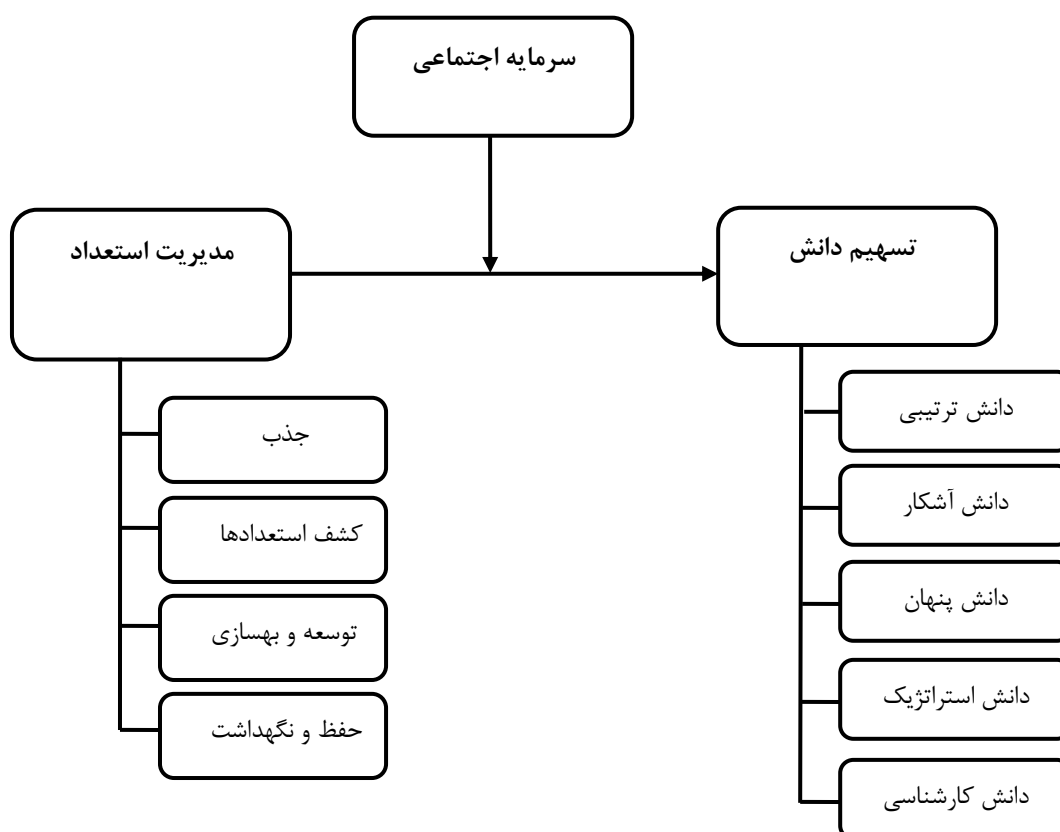 سرمایه اجتماعی
مدیریت استعداد
تسهیم دانش
جذب
کشف استعدادها
توسعه و بهسازی
حفظ و نگهداشت
دانش ترتیبی
دانش آشکار
دانش پنهان
دانش استراتژیک
دانش کارشناسی